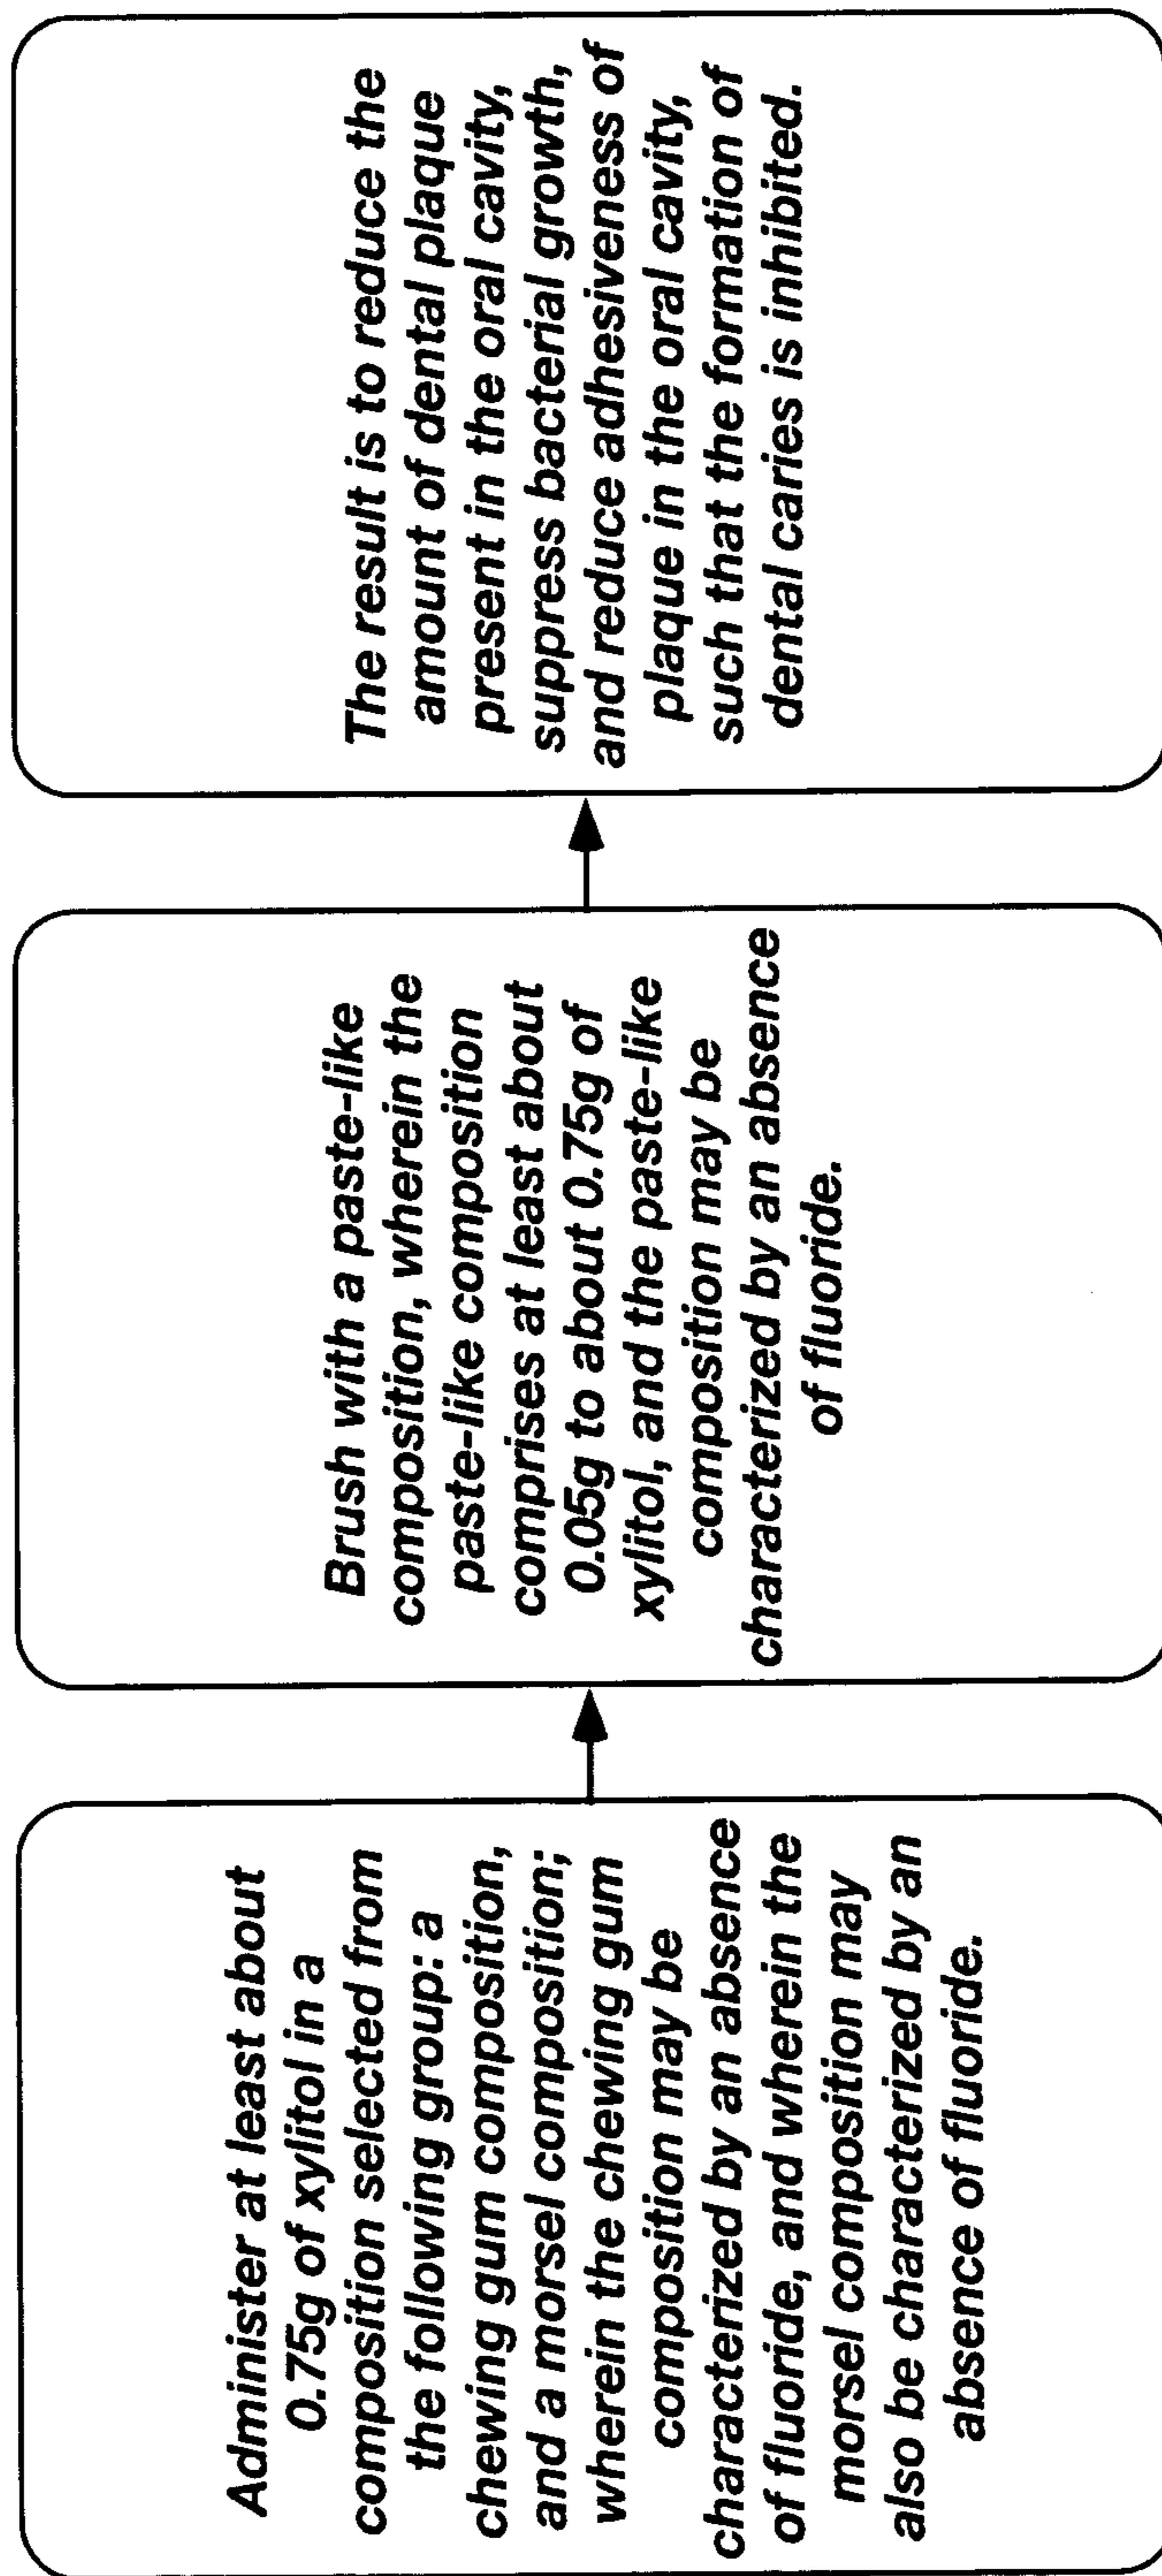 Administer at least about
0.75g of xylitol in a
composition selected from
the following group: a
chewing gum composition,
and a morsel composition;
wherein the chewing gum
composition may be
characterized by an absence
of fluoride, and wherein the
morsel composition may
also be characterized by an
absence of fluoride.
Brush with a paste-like
composition, wherein the
paste-like composition
comprises at least about
0.05g to about 0.75g of
xylitol, and the paste-like
composition may be
characterized by an absence
of fluoride.
The result is to reduce the
amount of dental plaque
present in the oral cavity,
suppress bacterial growth,
and reduce adhesiveness of
plaque in the oral cavity,
such that the formation of
dental caries is inhibited.